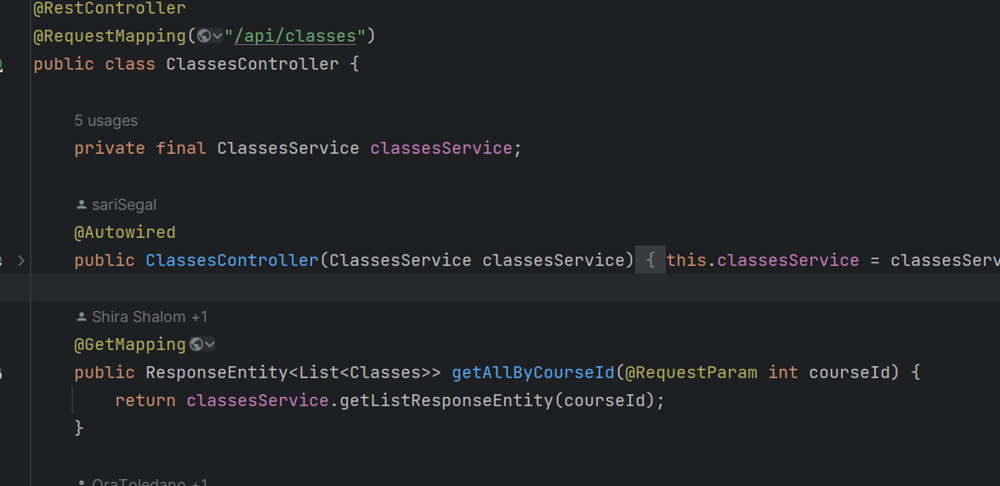 @RestController
@RequestMapping("/api/classes")
public class ClassesController {
5 usages
private final ClassesService classesService;
sariSegal
@Autowired
public ClassesController(ClassesService classesService) { this.classesService = classesServ
Shira Shalom +1
@GetMapping
public ResponseEntity<List<Classes>> getAllByCourseId(@RequestParam int courseId) {
return classesService.getListResponseEntity(courseId);
}
OraToledano +1